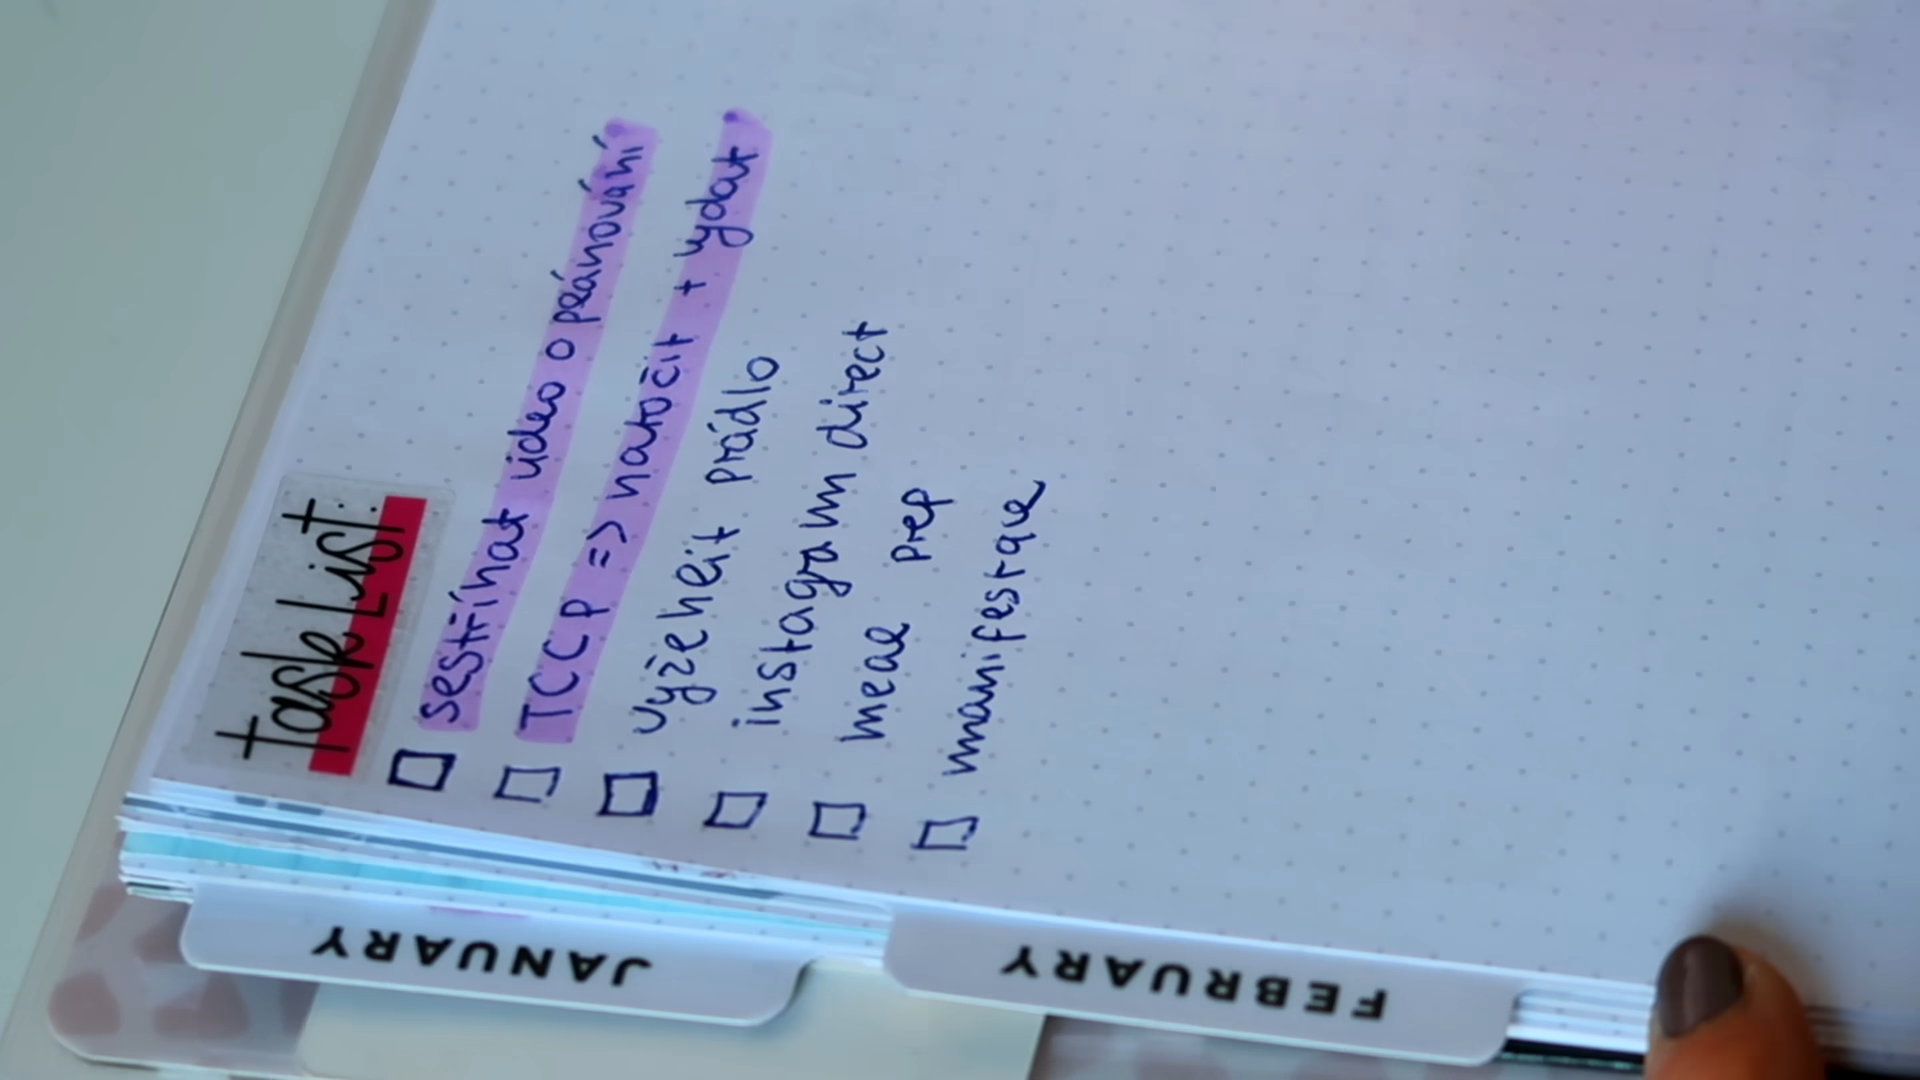 task List:
sestříhat video o plánování
TCCP => natočit + vydat
vyžehlit prádlo
instagram direct
meal prep
manifestace
JANUARY
FEBRUARY